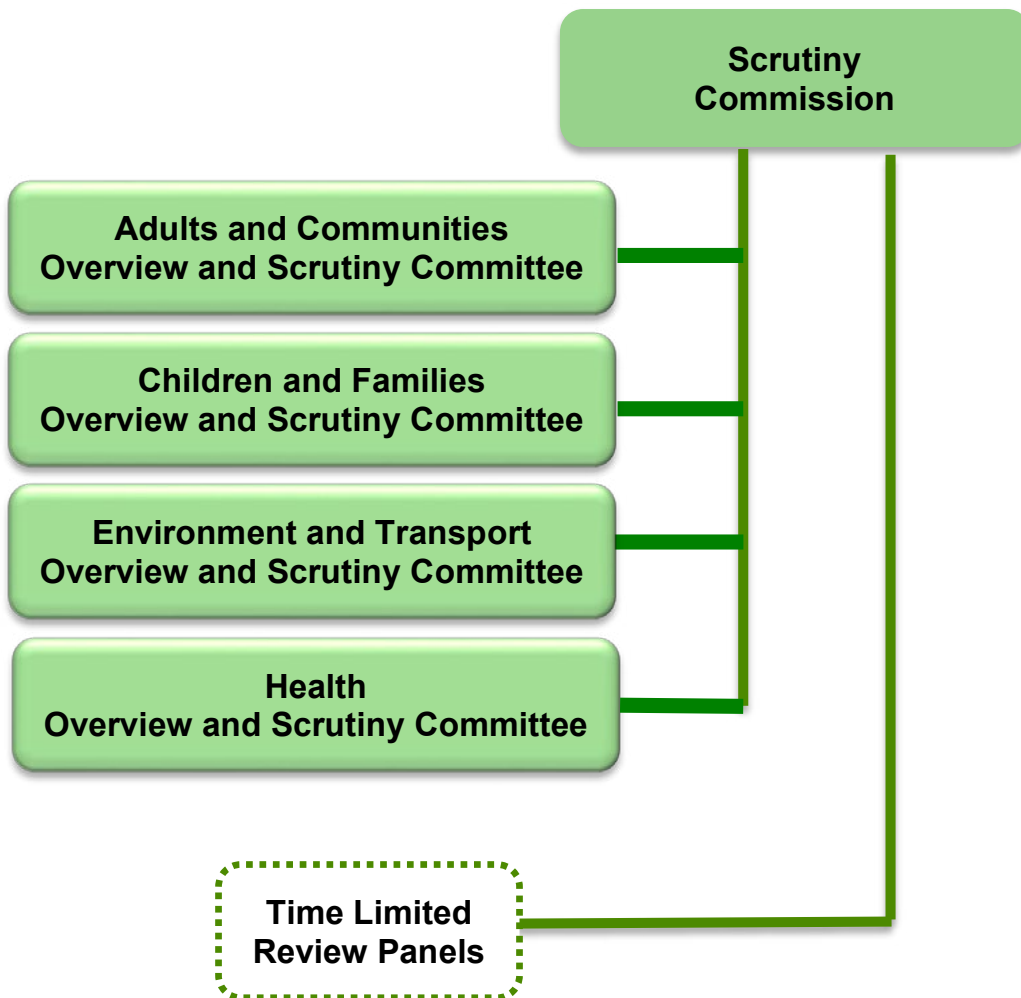 Scrutiny
Commission
Adults and Communities
Overview and Scrutiny Committee
Children and Families
Overview and Scrutiny Committee
Environment and Transport
Overview and Scrutiny Committee
Health
Overview and Scrutiny Committee
Time Limited
Review Panels